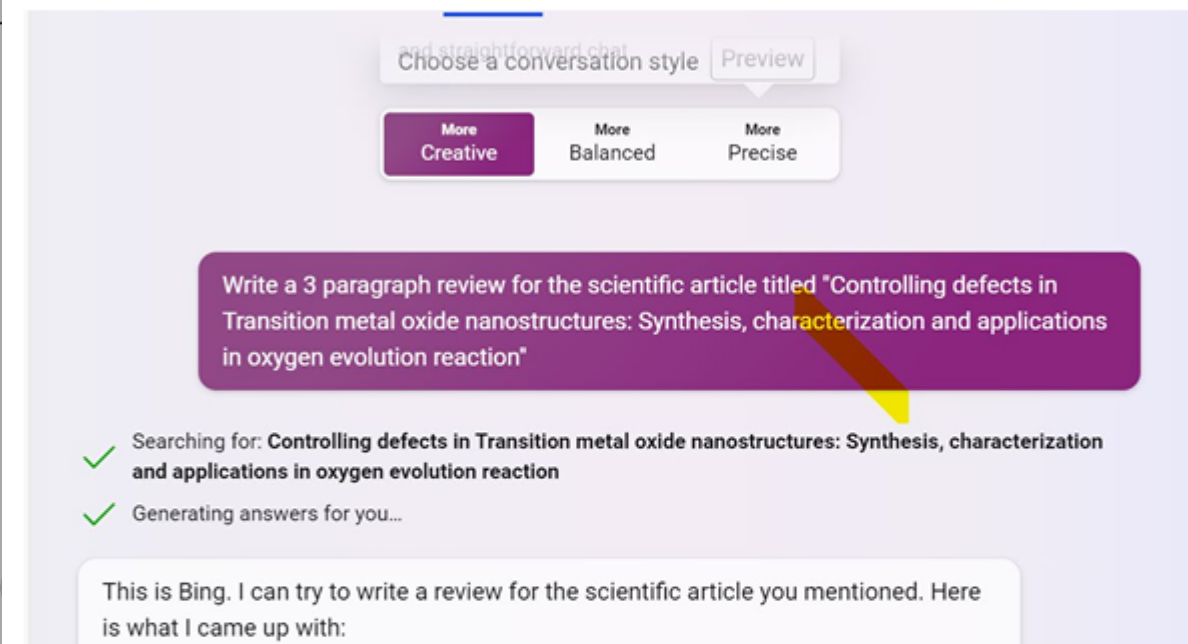 and straightforward chat
Choose a conversation style Preview
More
Creative
More
Balanced
More
Precise
Write a 3 paragraph review for the scientific article titled "Controlling defects in
Transition metal oxide nanostructures: Synthesis, characterization and applications
in oxygen evolution reaction"
Searching for: Controlling defects in Transition metal oxide nanostructures: Synthesis, characterization
and applications in oxygen evolution reaction
Generating answers for you...
This is Bing. I can try to write a review for the scientific article you mentioned. Here
is what I came up with: